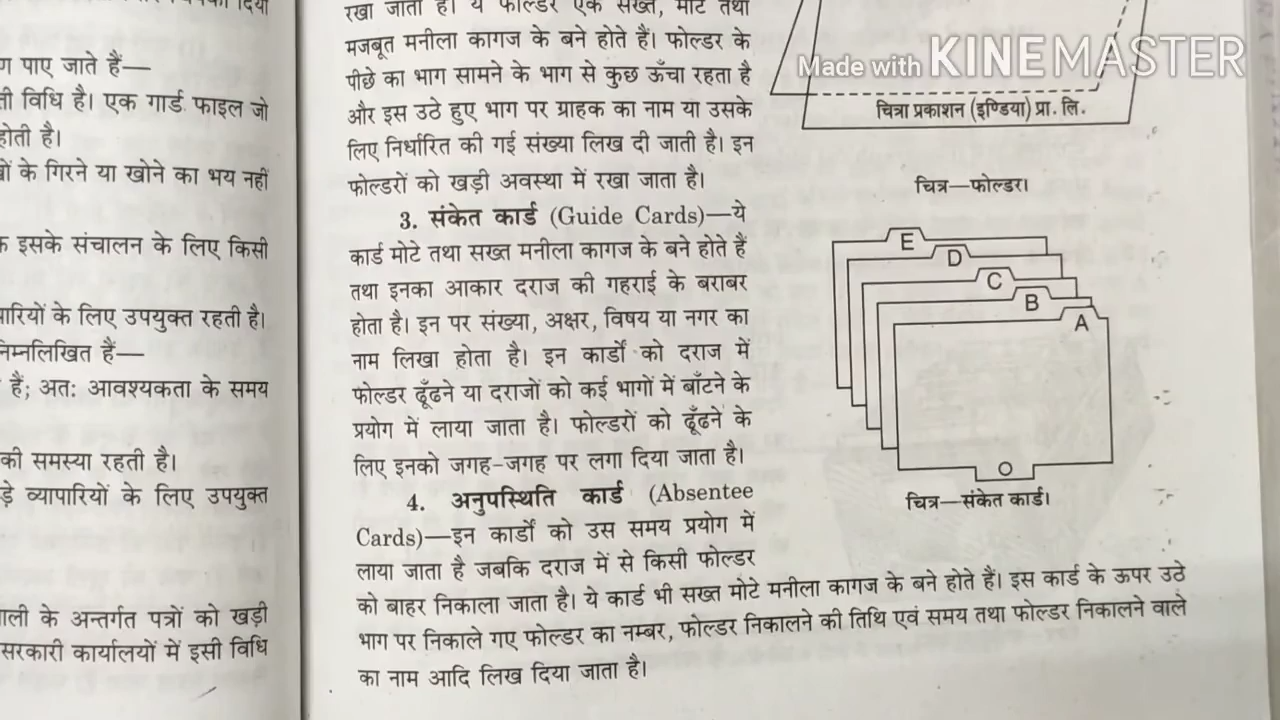 ण पाए जाते हैं—
ती विधि है। एक गार्ड फाइल जो
होती है।
के गिरने या खोने का भय नहीं
इसके संचालन के लिए किसी
के लिए उपयुक्त रहती है।
निम्नलिखित हैं—
हैं; अतः आवश्यकता के समय
की समस्या रहती है।
व्यापारियों के लिए उपयुक्त
के अन्तर्गत पत्रों को खड़ी
सरकारी कार्यालयों में इसी विधि
रखा जाता है। ये फोल्डर एक सख्त, मोटे तथा
मजबूत मनीला कागज के बने होते हैं। फोल्डर के
पीछे का भाग सामने के भाग से कुछ ऊँचा रहता है
और इस उठे हुए भाग पर ग्राहक का नाम या उसके
लिए निर्धारित की गई संख्या लिख दी जाती है। इन
फोल्डरों को खड़ी अवस्था में रखा जाता है।
3. संकेत कार्ड (Guide Cards)—ये
कार्ड मोटे तथा सख्त मनीला कागज के बने होते हैं
तथा इनका आकार दराज की गहराई के बराबर
होता है। इन पर संख्या, अक्षर, विषय या नगर का
नाम लिखा होता है। इन कार्डों को दराज में
फोल्डर ढूँढने या दराजों को कई भागों में बाँटने के
प्रयोग में लाया जाता है। फोल्डरों को ढूँढने के
लिए इनको जगह-जगह पर लगा दिया जाता है।
4. अनुपस्थिति कार्ड (Absentee
Cards)—इन कार्डों को उस समय प्रयोग में
लाया जाता है जबकि दराज में से किसी फोल्डर
को बाहर निकाला जाता है। ये कार्ड भी सख्त मोटे मनीला कागज के बने होते हैं। इस कार्ड के ऊपर उठे
भाग पर निकाले गए फोल्डर का नम्बर, फोल्डर निकालने की तिथि एवं समय तथा फोल्डर निकालने वाले
का नाम आदि लिख दिया जाता है।
Made with KINEMASTER
चित्रा प्रकाशन (इण्डिया) प्रा. लि.
चित्र—फोल्डर।
E
D
C
B
A
O
चित्र—संकेत कार्ड।